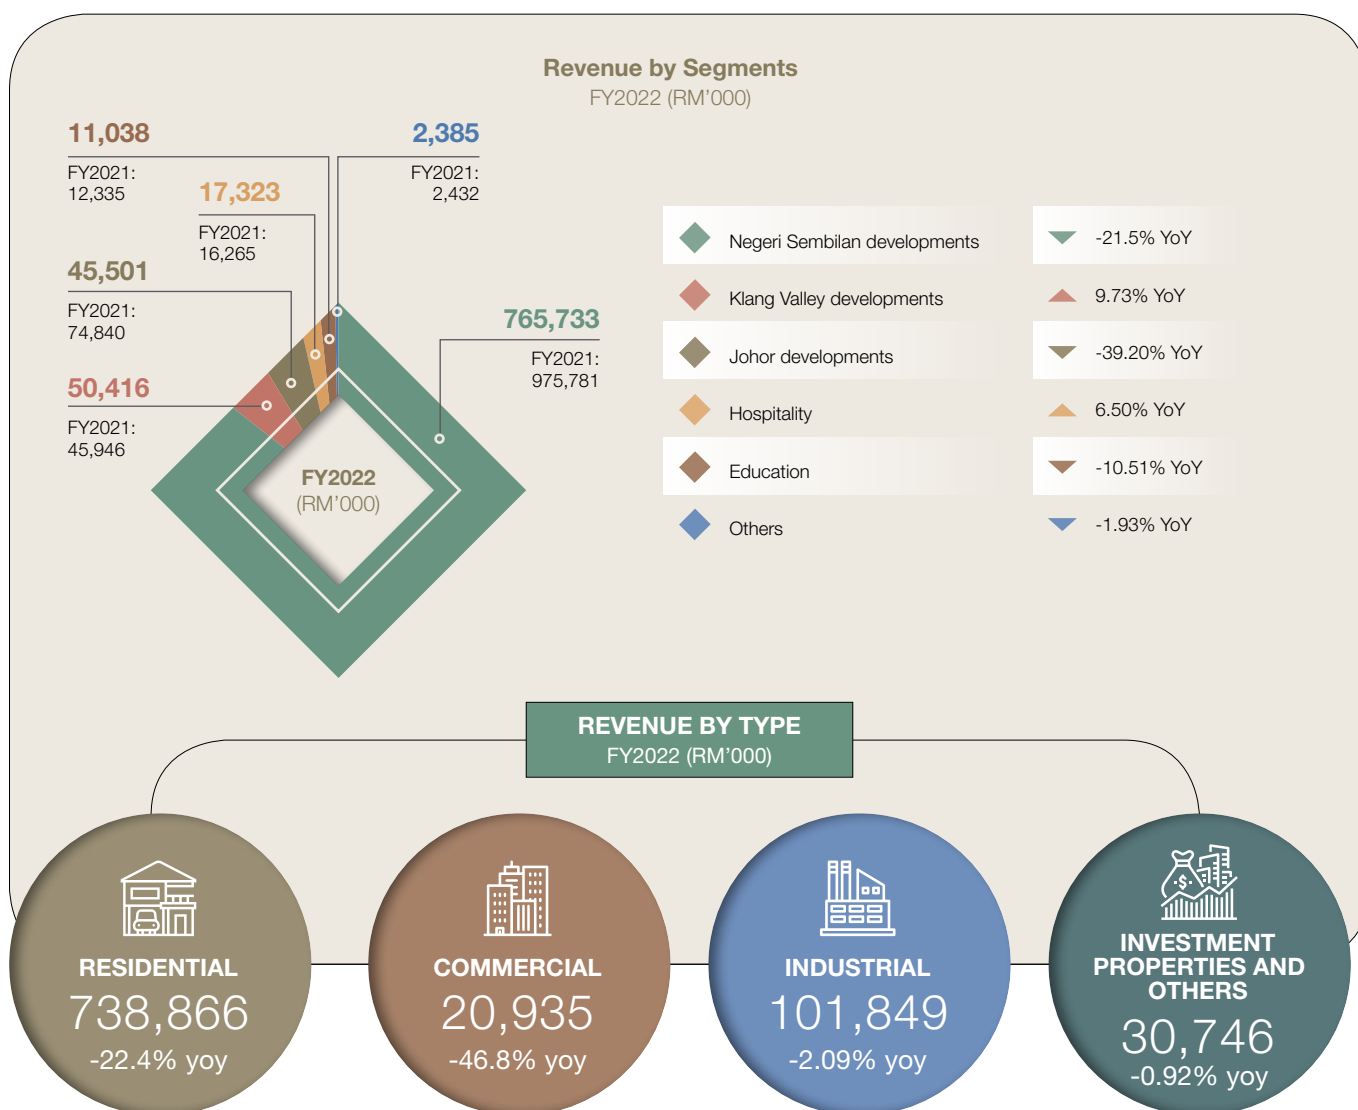 Revenue by Segments
FY2022 (RM'000)
11,038
FY2021:
12,335
2,385
FY2021:
2,432
17,323
FY2021:
16,265
45,501
FY2021:
74,840
50,416
FY2021:
45,946
765,733
FY2021:
975,781
FY2022
(RM'000)
Negeri Sembilan developments
-21.5% YoY
Klang Valley developments
9.73% YoY
Johor developments
-39.20% YoY
Hospitality
6.50% YoY
Education
-10.51% YoY
Others
-1.93% YoY
REVENUE BY TYPE
FY2022 (RM'000)
RESIDENTIAL
738,866
-22.4% yoy
COMMERCIAL
20,935
-46.8% yoy
INDUSTRIAL
101,849
-2.09% yoy
$
INVESTMENT
PROPERTIES AND
OTHERS
30,746
-0.92% yoy